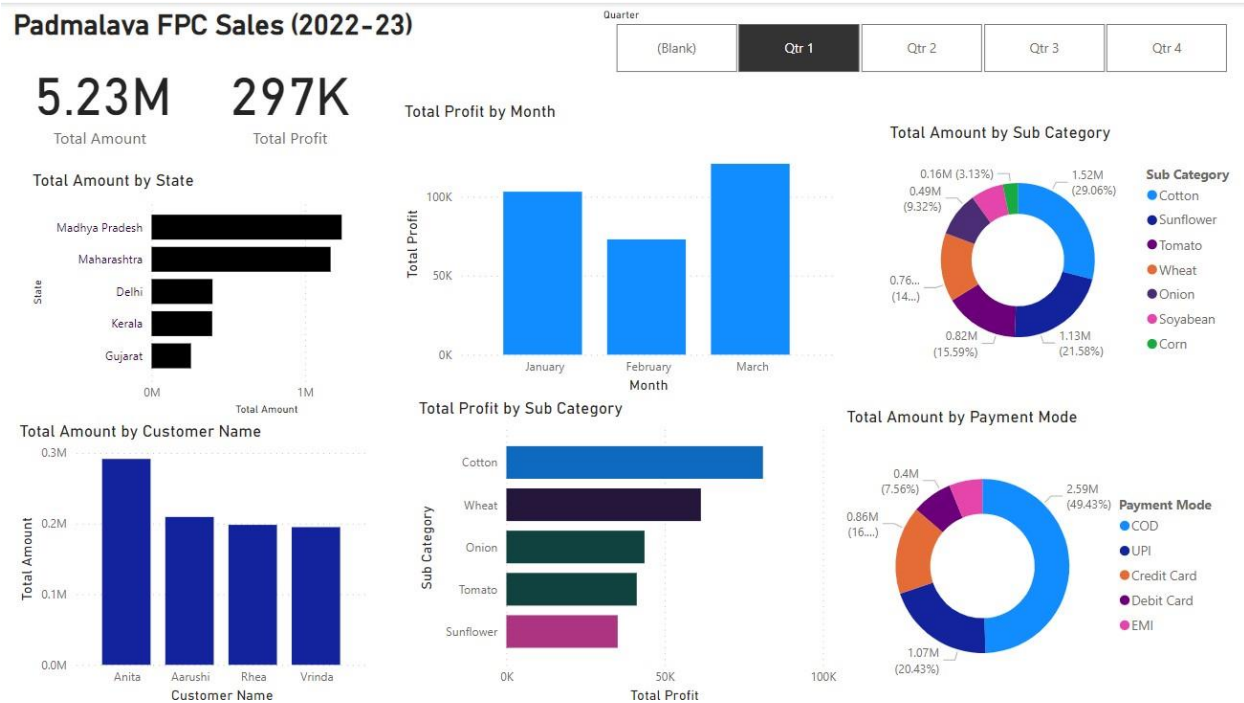 Padmalava FPC Sales (2022-23)
Quarter
(Blank)
Qtr 1
Qtr 2
Qtr 3
Qtr 4
5.23M
Total Amount
297K
Total Profit
Total Amount by State
State
Madhya Pradesh
Maharashtra
Delhi
Kerala
Gujarat
0M
1M
Total Amount
Total Profit by Month
Total Profit
100K
50K
0K
January
February
March
Month
Total Amount by Sub Category
0.16M (3.13%)
0.49M
(9.32%)
0.76...
(14...)
0.82M
(15.59%)
1.13M
(21.58%)
1.52M
(29.06%)
Sub Category
Cotton
Sunflower
Tomato
Wheat
Onion
Soyabean
Corn
Total Amount by Customer Name
Total Amount
0.3M
0.2M
0.1M
0.0M
Anita
Aarushi
Rhea
Vrinda
Customer Name
Total Profit by Sub Category
Sub Category
Cotton
Wheat
Onion
Tomato
Sunflower
0K
50K
100K
Total Profit
Total Amount by Payment Mode
0.4M
(7.56%)
0.86M
(16....)
1.07M
(20.43%)
2.59M
(49.43%)
Payment Mode
COD
UPI
Credit Card
Debit Card
EMI